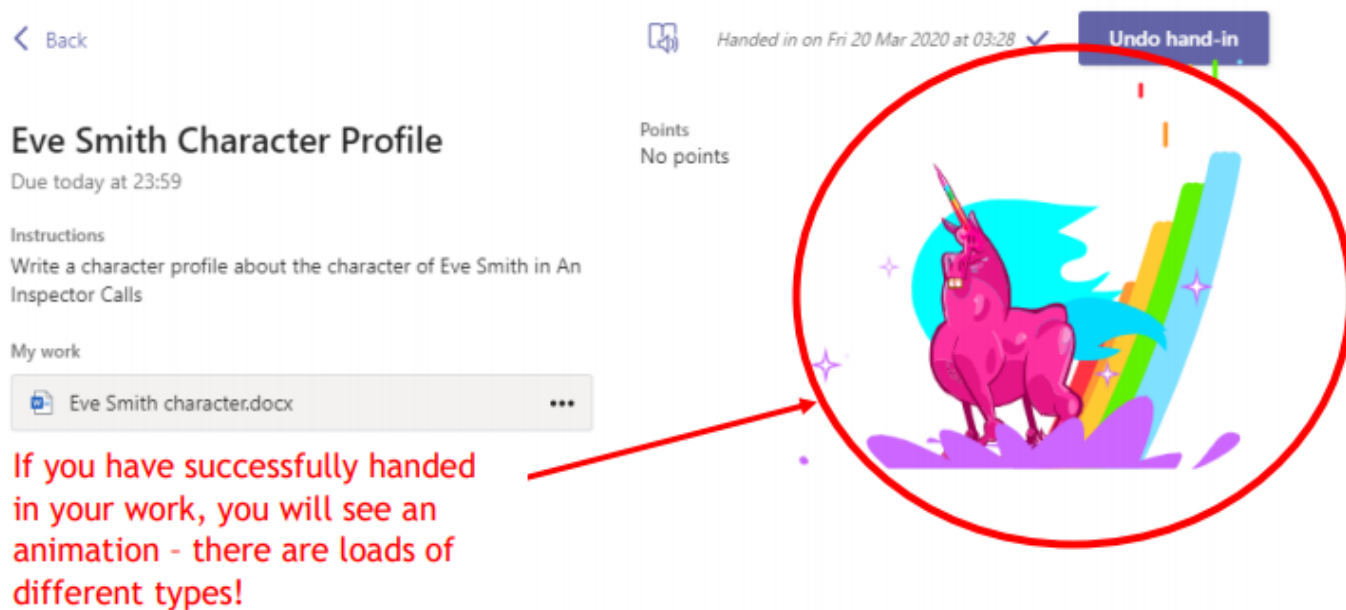 Back
Handed in on Fri 20 Mar 2020 at 03:28
Undo hand-in
Eve Smith Character Profile
Due today at 23:59
Points
No points
Instructions
Write a character profile about the character of Eve Smith in An
Inspector Calls
My work
Eve Smith character.docx
If you have successfully handed
in your work, you will see an
animation - there are loads of
different types!